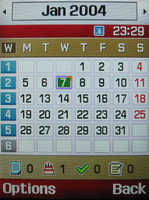 Jan 2004
23:29
W M T W T F S S
1 1 2 3 4
2 5 6 7 8 9 10 11
3 12 13 14 15 16 17 18
4 19 20 21 22 23 24 25
5 26 27 28 29 30 31
6
0 1 0 0
Options Back